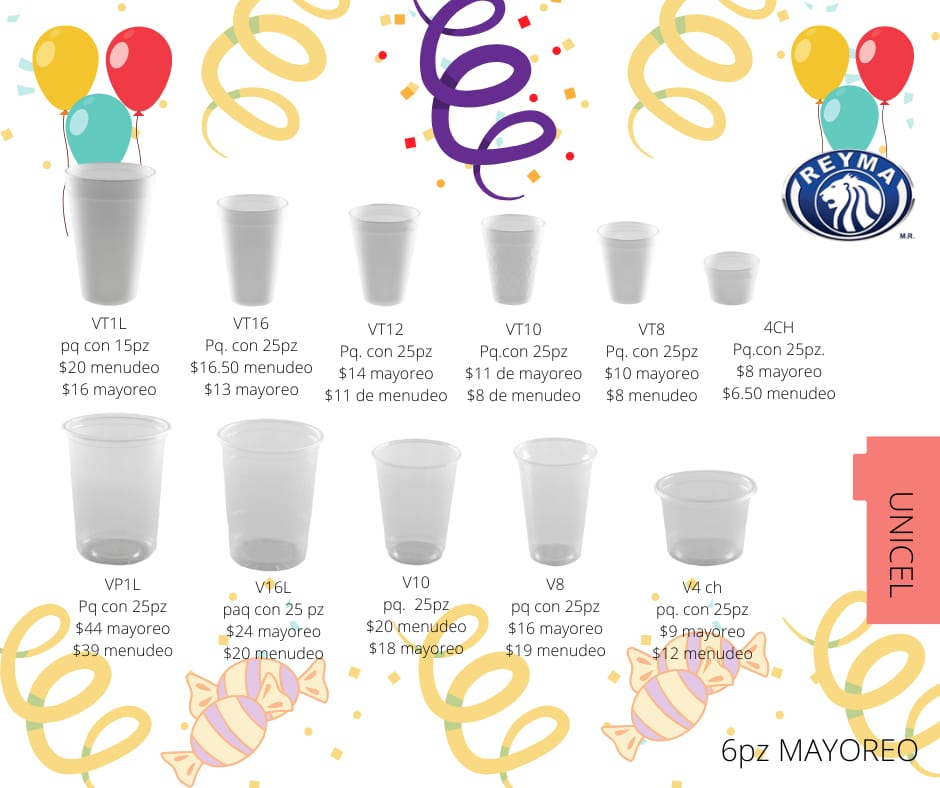 REYMA
M.R.
VT1L
pq con 15pz
$20 menudeo
$16 mayoreo
VT16
Pq. con 25pz
$16.50 menudeo
$13 mayoreo
VT12
Pq. con 25pz
$14 mayoreo
$11 de menudeo
VT10
Pq.con 25pz
$11 de mayoreo
$8 de menudeo
VT8
Pq. con 25pz
$10 mayoreo
$8 menudeo
4CH
Pq.con 25pz.
$8 mayoreo
$6.50 menudeo
VP1L
Pq con 25pz
$44 mayoreo
$39 menudeo
V16L
paq con 25 pz
$24 mayoreo
$20 menudeo
V10
pq. 25pz
$20 menudeo
$18 mayoreo
V8
pq con 25pz
$16 mayoreo
$19 menudeo
V4 ch
pq. con 25pz
$9 mayoreo
$12 menudeo
UNICEL
6pz MAYOREO